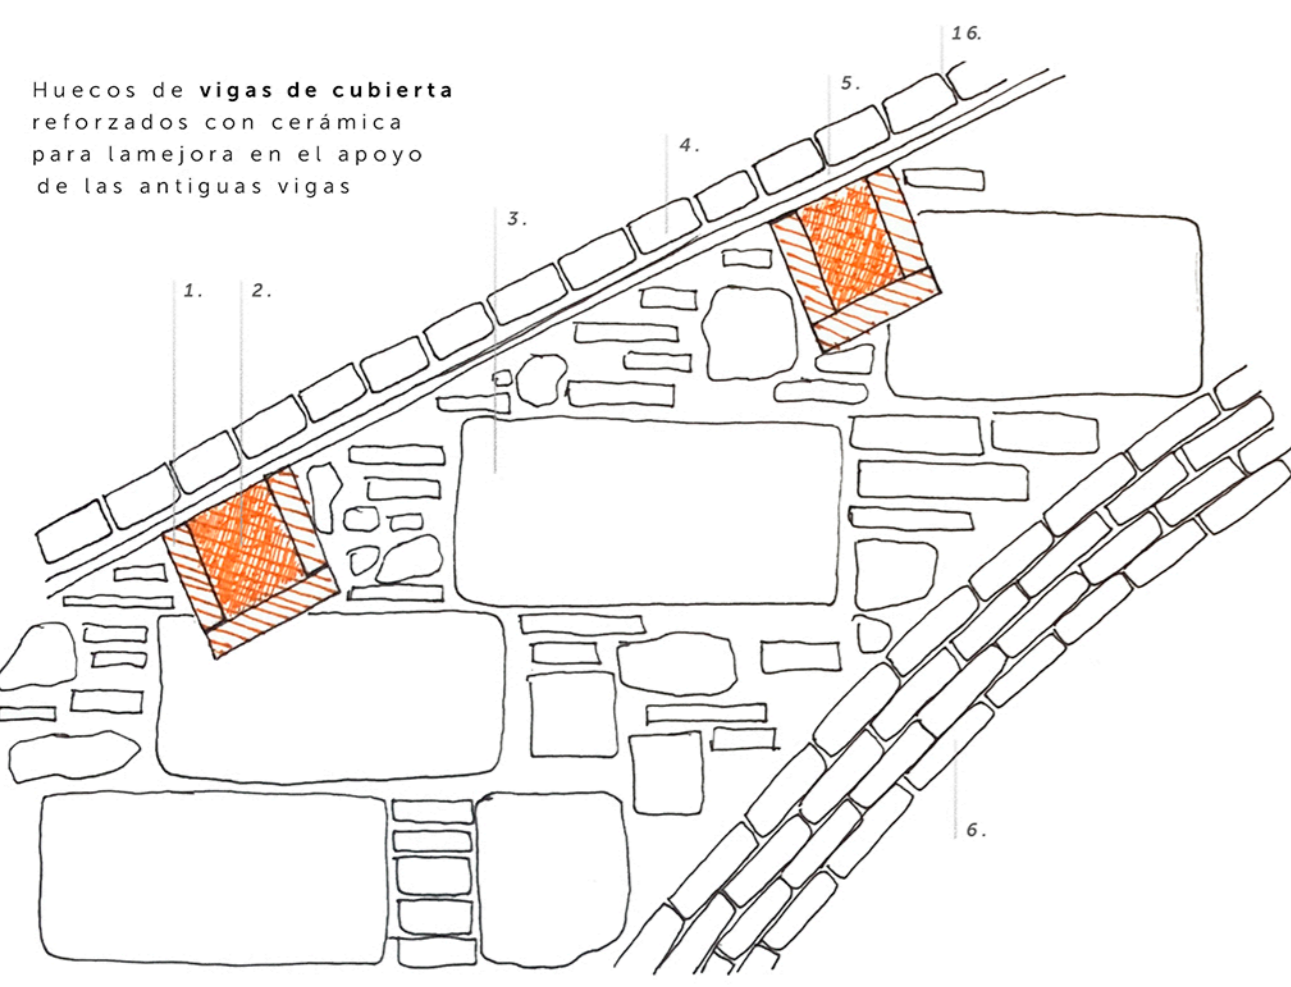 Huecos de vigas de cubierta
reforzados con cerámica
para lamejora en el apoyo
de las antiguas vigas
16.
5.
4.
3.
1.
2.
6.